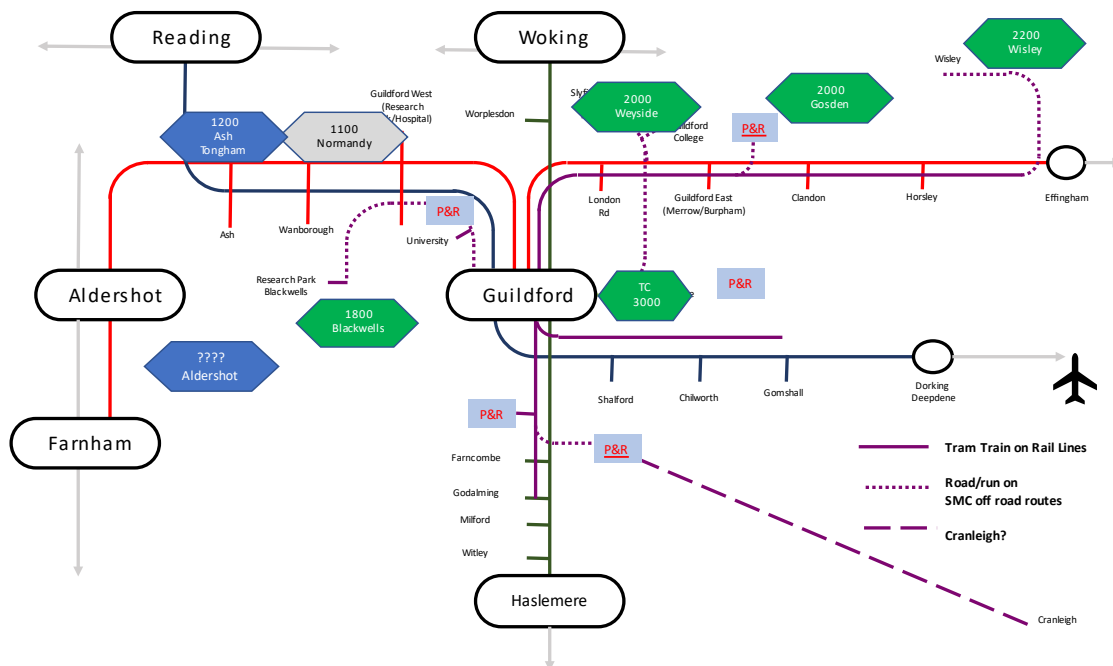 Reading
Woking
2200
Wisley
Wisley
Guildford West
(Research
/Hospital)
2000
Weyside
2000
Gosden
Worplesdon
1200
Ash
Tongham
1100
Normandy
College
P&R
London
Rd
Guildford East
(Merrow/Burpham)
Clandon
Horsley
Effingham
Ash
Wanborough
P&R
University
Research Park
Blackwells
Aldershot
Guildford
TC
3000
P&R
1800
Blackwells
????
Aldershot
Shalford
Chilworth
Gomshall
Dorking
Deepdene
Farnham
P&R
P&R
Farncombe
Godalming
Milford
Witley
Haslemere
Tram Train on Rail Lines
Road/run on
SMC off road routes
Cranleigh?
Cranleigh